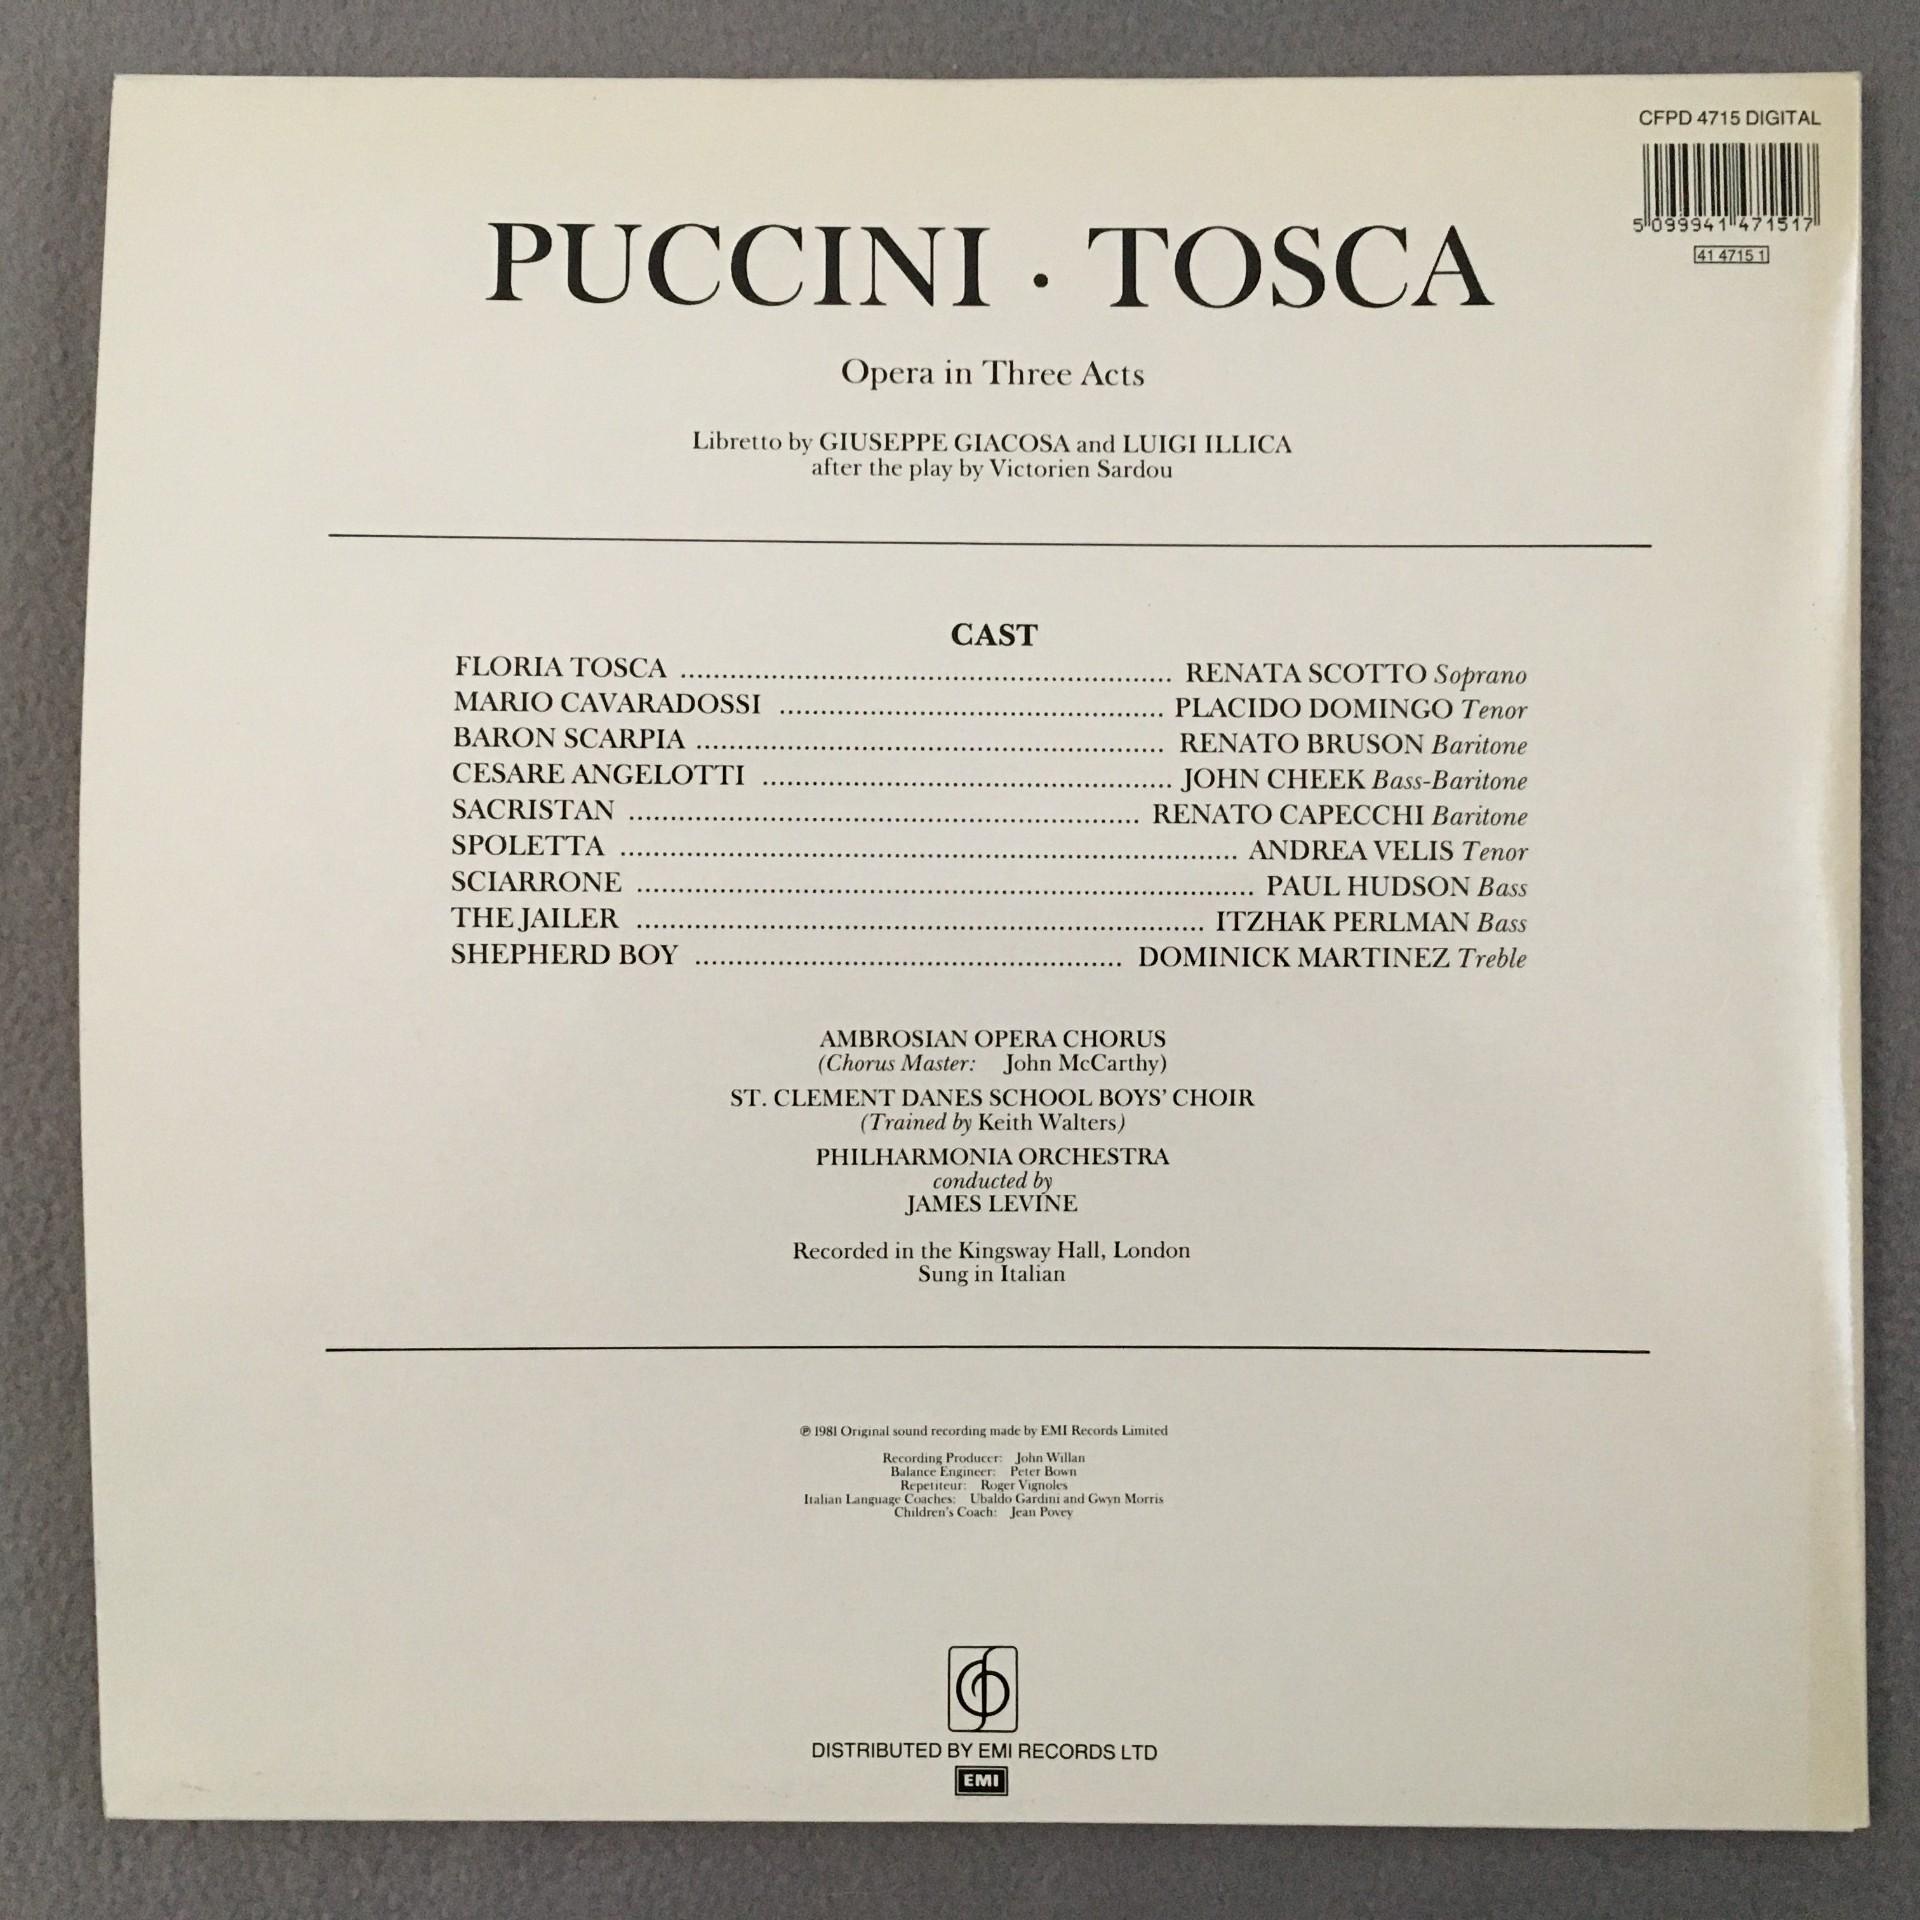 CFPD 4715 DIGITAL
5 099941 471517
41 4715 1
PUCCINI · TOSCA
Opera in Three Acts
Libretto by GIUSEPPE GIACOSA and LUIGI ILLICA
after the play by Victorien Sardou
CAST
FLORIA TOSCA ........................................................... RENATA SCOTTO Soprano
MARIO CAVARADOSSI .............................................. PLACIDO DOMINGO Tenor
BARON SCARPIA ........................................................ RENATO BRUSON Baritone
CESARE ANGELOTTI ................................................. JOHN CHEEK Bass-Baritone
SACRISTAN ............................................................. RENATO CAPECCHI Baritone
SPOLETTA .......................................................................... ANDREA VELIS Tenor
SCIARRONE .......................................................................... PAUL HUDSON Bass
THE JAILER .................................................................... ITZHAK PERLMAN Bass
SHEPHERD BOY ................................................... DOMINICK MARTINEZ Treble
AMBROSIAN OPERA CHORUS
(Chorus Master: John McCarthy)
ST. CLEMENT DANES SCHOOL BOYS' CHOIR
(Trained by Keith Walters)
PHILHARMONIA ORCHESTRA
conducted by
JAMES LEVINE
Recorded in the Kingsway Hall, London
Sung in Italian
℗ 1981 Original sound recording made by EMI Records Limited
Recording Producer: John Willan
Balance Engineer: Peter Bown
Repetiteur: Roger Vignoles
Italian Language Coaches: Ubaldo Gardini and Gwyn Morris
Children's Coach: Jean Povey
DISTRIBUTED BY EMI RECORDS LTD
EMI